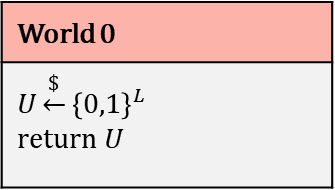 World 0
U ←$ {0,1}^L
return U